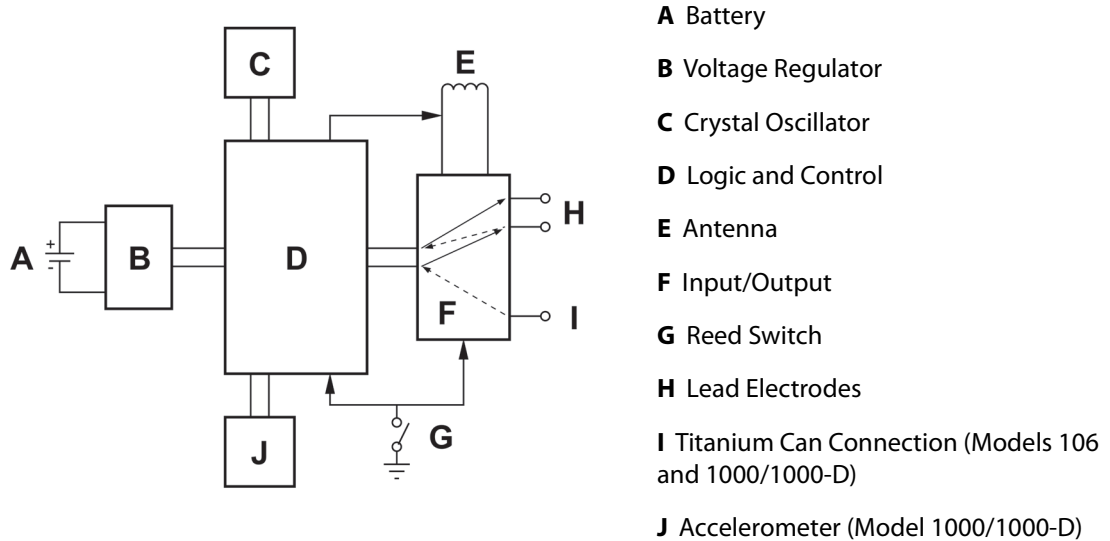 C
E
H
A
+
-
B
D
F
I
G
J
A Battery
B Voltage Regulator
C Crystal Oscillator
D Logic and Control
E Antenna
F Input/Output
G Reed Switch
H Lead Electrodes
I Titanium Can Connection (Models 106
and 1000/1000-D)
J Accelerometer (Model 1000/1000-D)